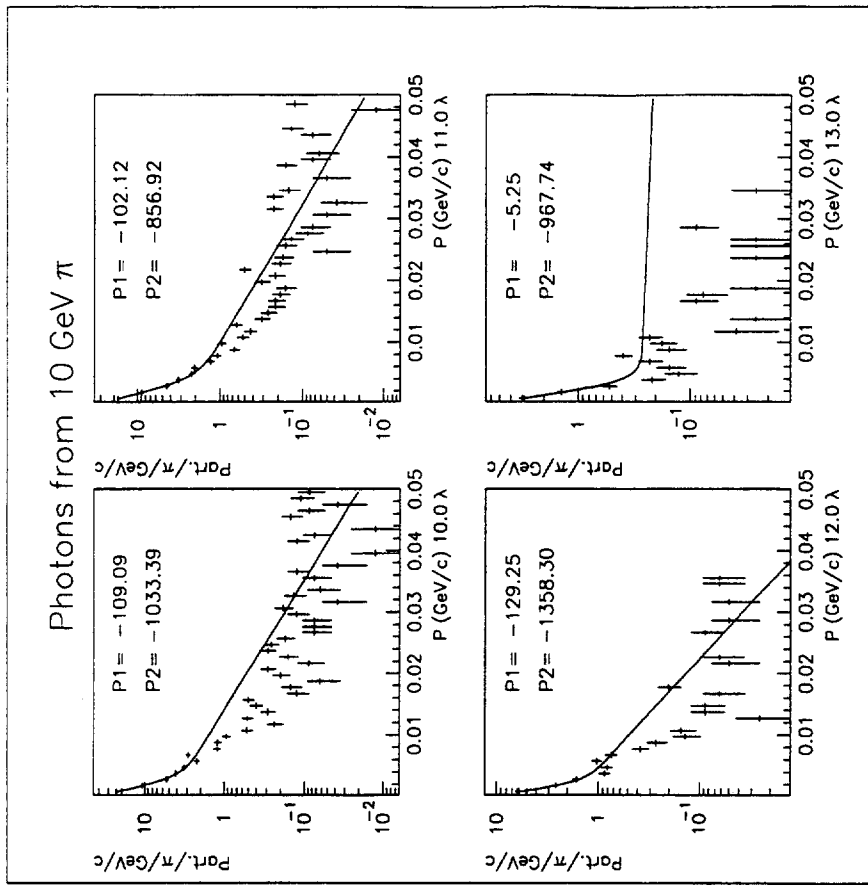 Photons from 10 GeV π
Part./π/GeV/c
10
1
10⁻¹
10⁻²
P1= −109.09
P2= −1033.39
0.01
0.02
0.03
0.04
0.05
P (GeV/c) 10.0 λ
Part./π/GeV/c
10
1
10⁻¹
10⁻²
P1= −102.12
P2= −856.92
0.01
0.02
0.03
0.04
0.05
P (GeV/c) 11.0 λ
Part./π/GeV/c
10
1
10⁻¹
P1= −129.25
P2= −1358.30
0.01
0.02
0.03
0.04
0.05
P (GeV/c) 12.0 λ
Part./π/GeV/c
10
1
10⁻¹
P1= −5.25
P2= −967.74
0.01
0.02
0.03
0.04
0.05
P (GeV/c) 13.0 λ